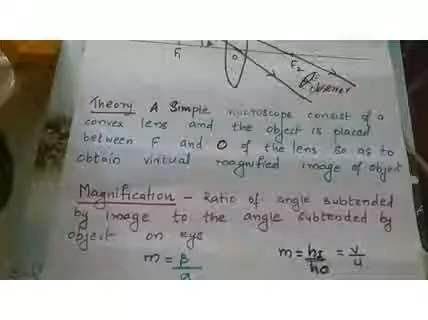 F₁ O F₂
observer
Theory A Simple microscope consist of a
convex lens and the object is placed
between F and O of the lens so as to
obtain virtual magnified image of object
Magnification - Ratio of angle subtended
by image to the angle subtended by
object on eye
m = β/α m = hI/ho = v/u